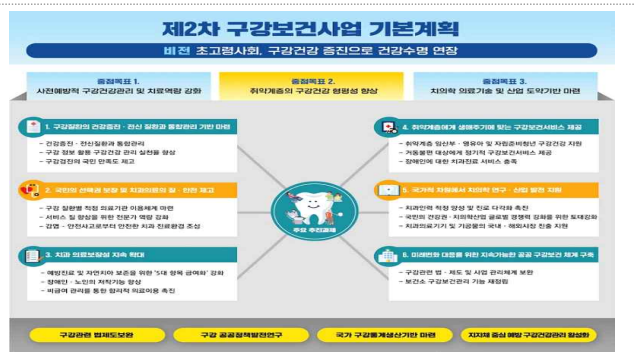 제2차 구강보건사업 기본계획
비전 초고령사회, 구강건강 증진으로 건강수명 연장
중점목표 1.
사전예방적 구강건강관리 및 치료역량 강화
중점목표 2.
취약계층의 구강건강 형평성 향상
중점목표 3.
치의학 의료기술 및 산업 도약기반 마련
1. 구강질환의 건강증진·전신 질환과 통합관리 기반 마련
– 건강증진·전신질환과 통합관리
– 구강 정보 활용 구강건강 관리 실천율 향상
– 구강검진의 국민 만족도 제고
2. 국민의 선택권 보장 및 치과의료의 질·안전 제고
– 구강 질환별 적정 의료기관 이용체계 마련
– 서비스 질 향상을 위한 전문가 역량 강화
– 감염·안전사고로부터 안전한 치과 진료환경 조성
3. 치과 의료보장성 지속 확대
– 예방진료 및 자연치아 보존을 위한 '5대 항목 급여화' 강화
– 장애인·노인의 저작기능 향상
– 비급여 관리를 통한 합리적 의료이용 촉진
주요 추진과제
4. 취약계층에게 생애주기에 맞는 구강보건서비스 제공
– 취약계층 임산부·영유아 및 자립준비청년 구강건강 지원
– 거동불편 대상에게 정기적 구강보건서비스 제공
– 장애인에 대한 치과진료 서비스 충족
5. 국가적 차원에서 치의학 연구·산업 발전 지원
– 치과인력 적정 양성 및 진로 다각화 촉진
– 국민의 건강권·치의학산업 글로벌 경쟁력 강화를 위한 토대강화
– 치과의료기기 및 기공물의 국내·해외시장 진출 지원
6. 미래변화 대응를 위한 지속가능한 공공 구강보건 체계 구축
– 구강관련 법·제도 및 사업 관리체계 보완
– 보건소 구강보건관리 기능 재정립
구강관련 법제도보완
구강 공공정책발전연구
국가 구강통계생산기반 마련
지자체 중심 예방 구강건강관리 활성화